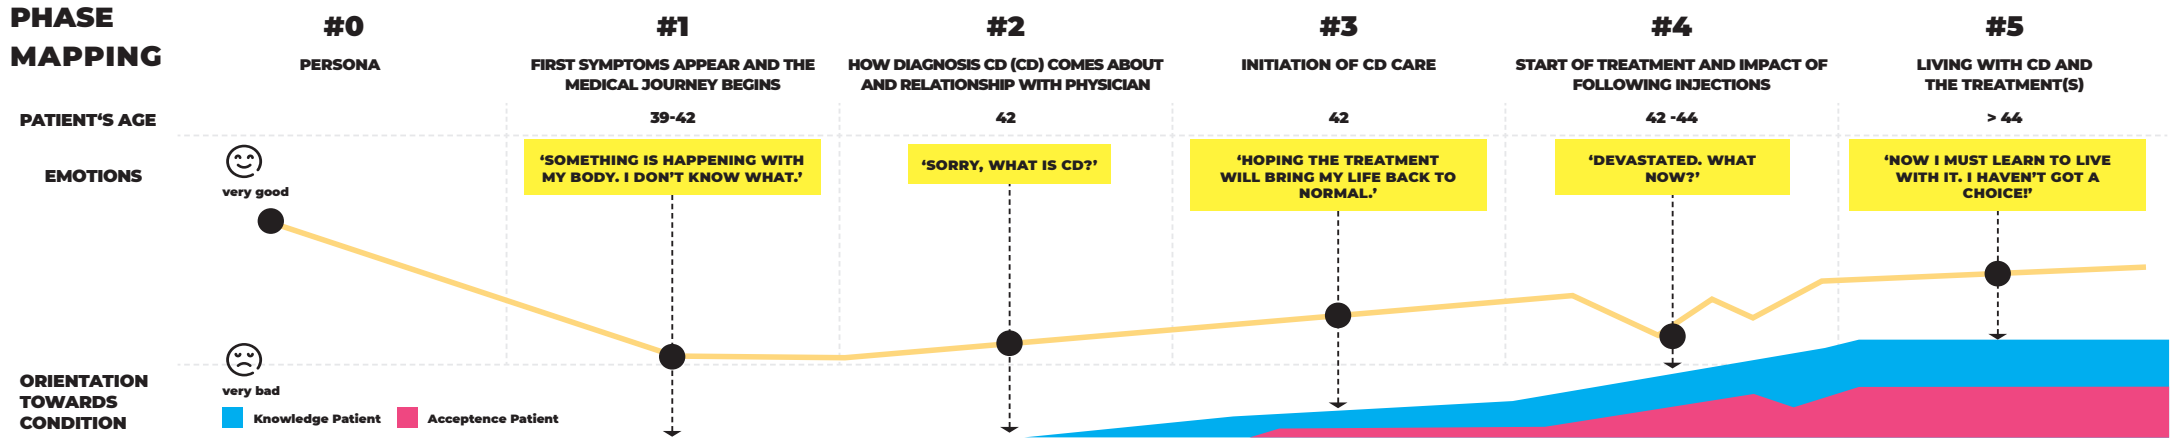 PHASE
MAPPING
#0
PERSONA
#1
FIRST SYMPTOMS APPEAR AND THE
MEDICAL JOURNEY BEGINS
#2
HOW DIAGNOSIS CD (CD) COMES ABOUT
AND RELATIONSHIP WITH PHYSICIAN
#3
INITIATION OF CD CARE
#4
START OF TREATMENT AND IMPACT OF
FOLLOWING INJECTIONS
#5
LIVING WITH CD AND
THE TREATMENT(S)
PATIENT‘S AGE
39-42
42
42
42 -44
> 44
EMOTIONS
very good
‘SOMETHING IS HAPPENING WITH
MY BODY. I DON’T KNOW WHAT.’
‘SORRY, WHAT IS CD?’
‘HOPING THE TREATMENT
WILL BRING MY LIFE BACK TO
NORMAL.’
‘DEVASTATED. WHAT
NOW?’
‘NOW I MUST LEARN TO LIVE
WITH IT. I HAVEN’T GOT A
CHOICE!’
very bad
ORIENTATION
TOWARDS
CONDITION
Knowledge Patient
Acceptence Patient